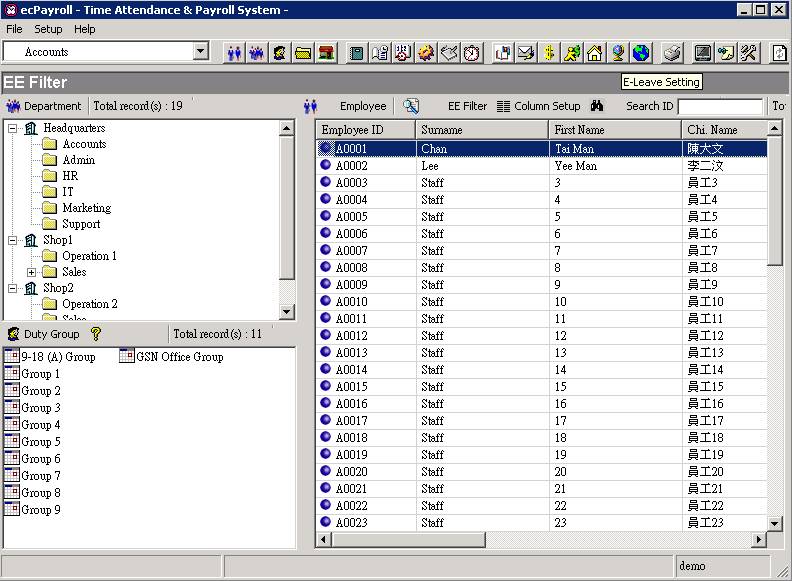 ecPayroll - Time Attendance & Payroll System -
File Setup Help
Accounts
EE Filter
E-Leave Setting
Department Total record(s) : 19
Employee EE Filter Column Setup Search ID To
Headquarters
Accounts
Admin
HR
IT
Marketing
Support
Shop1
Operation 1
Sales
Shop2
Operation 2
Sales
Duty Group Total record(s) : 11
9-18 (A) Group GSN Office Group
Group 1
Group 2
Group 3
Group 4
Group 5
Group 6
Group 7
Group 8
Group 9
Employee ID Surname First Name Chi. Name
A0001 Chan Tai Man 陳大文
A0002 Lee Yee Man 李二汶
A0003 Staff 3 員工3
A0004 Staff 4 員工4
A0005 Staff 5 員工5
A0006 Staff 6 員工6
A0007 Staff 7 員工7
A0008 Staff 8 員工8
A0009 Staff 9 員工9
A0010 Staff 10 員工10
A0011 Staff 11 員工11
A0012 Staff 12 員工12
A0013 Staff 13 員工13
A0014 Staff 14 員工14
A0015 Staff 15 員工15
A0016 Staff 16 員工16
A0017 Staff 17 員工17
A0018 Staff 18 員工18
A0019 Staff 19 員工19
A0020 Staff 20 員工20
A0021 Staff 21 員工21
A0022 Staff 22 員工22
A0023 Staff 23 員工23
demo